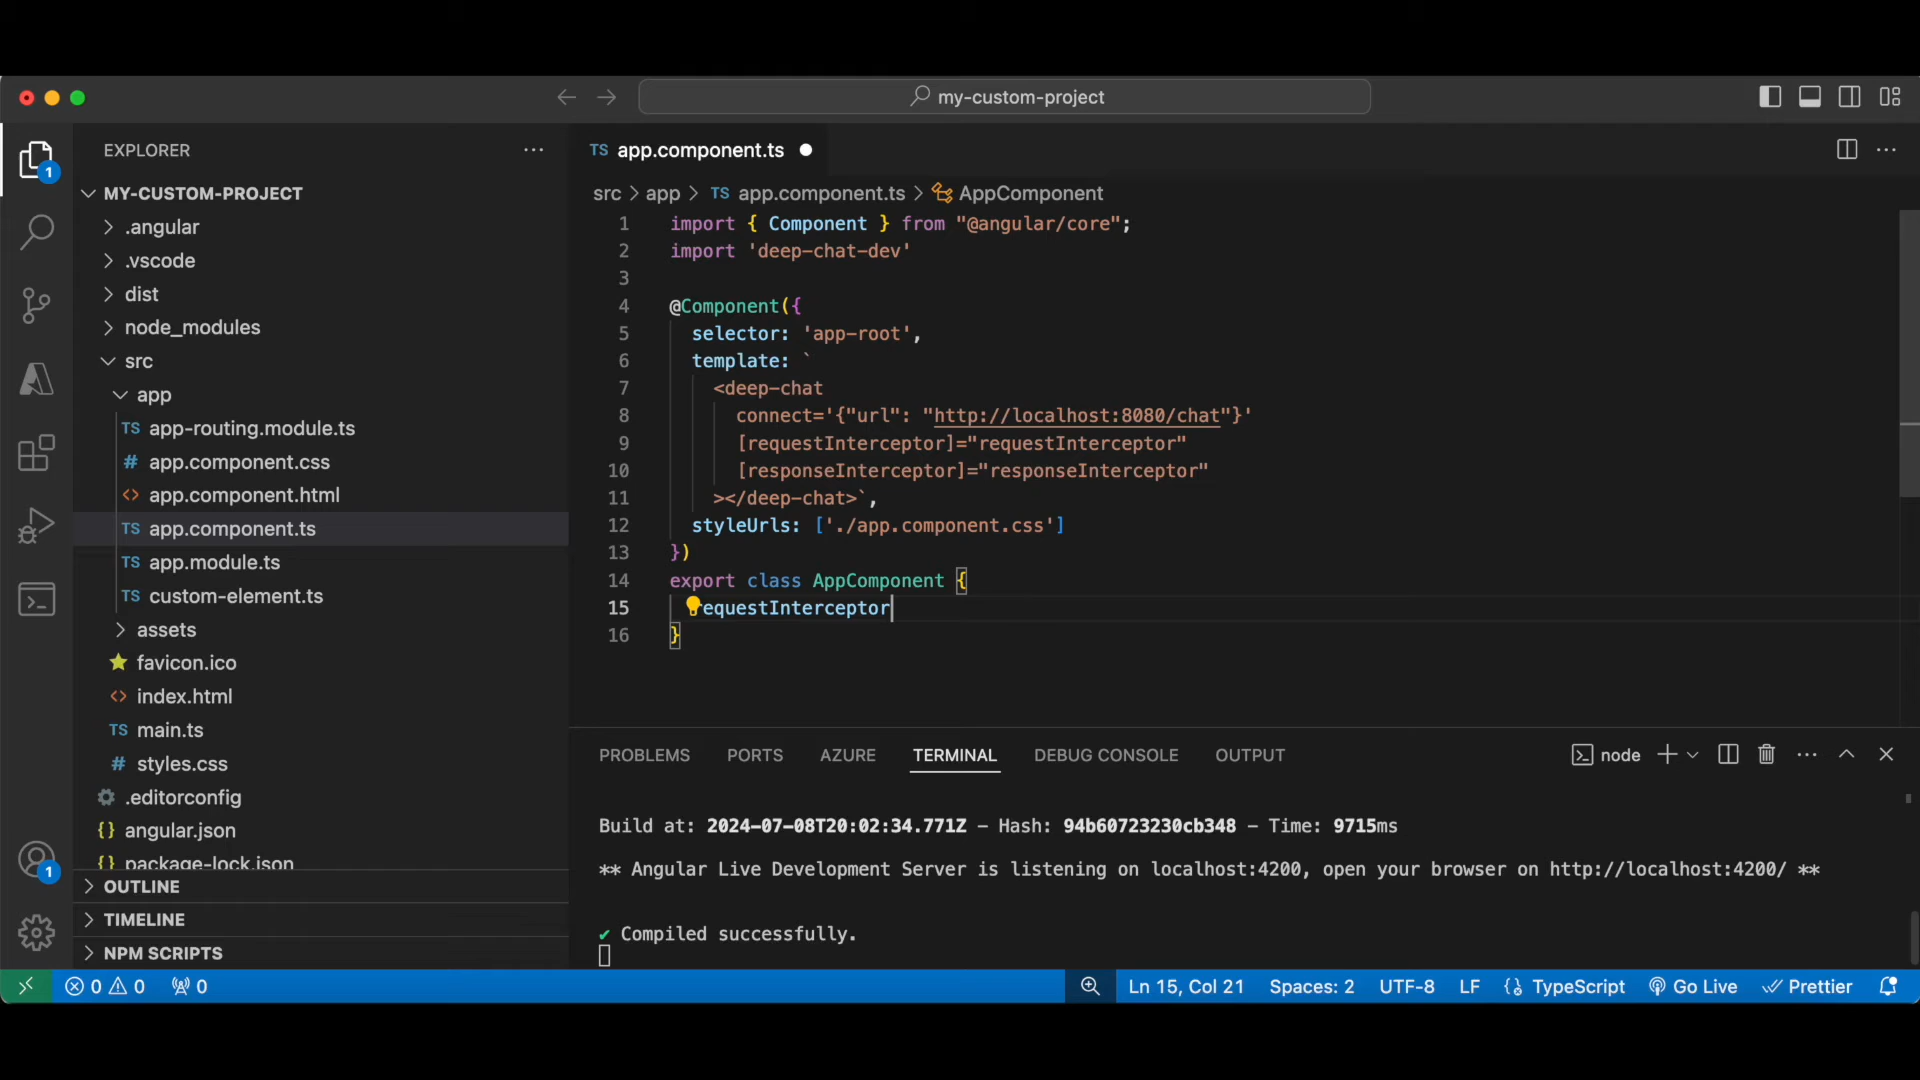 my-custom-project
EXPLORER
MY-CUSTOM-PROJECT
.angular
.vscode
dist
node_modules
src
app
TS app-routing.module.ts
# app.component.css
<> app.component.html
TS app.component.ts
TS app.module.ts
TS custom-element.ts
assets
favicon.ico
<> index.html
TS main.ts
# styles.css
.editorconfig
{} angular.json
{} package-lock.json
OUTLINE
TIMELINE
NPM SCRIPTS
1
1
TS app.component.ts
src > app > TS app.component.ts > AppComponent
1 import { Component } from "@angular/core";
2 import 'deep-chat-dev'
3
4 @Component({
5 selector: 'app-root',
6 template: `
7 <deep-chat
8 connect='{"url": "http://localhost:8080/chat"}'
9 [requestInterceptor]="requestInterceptor"
10 [responseInterceptor]="responseInterceptor"
11 ></deep-chat>`,
12 styleUrls: ['./app.component.css']
13 })
14 export class AppComponent {
15 equestInterceptor
16 }
PROBLEMS PORTS AZURE TERMINAL DEBUG CONSOLE OUTPUT
node
Build at: 2024-07-08T20:02:34.771Z - Hash: 94b60723230cb348 - Time: 9715ms
** Angular Live Development Server is listening on localhost:4200, open your browser on http://localhost:4200/ **
✔ Compiled successfully.
0 0 0
Ln 15, Col 21 Spaces: 2 UTF-8 LF {} TypeScript Go Live Prettier